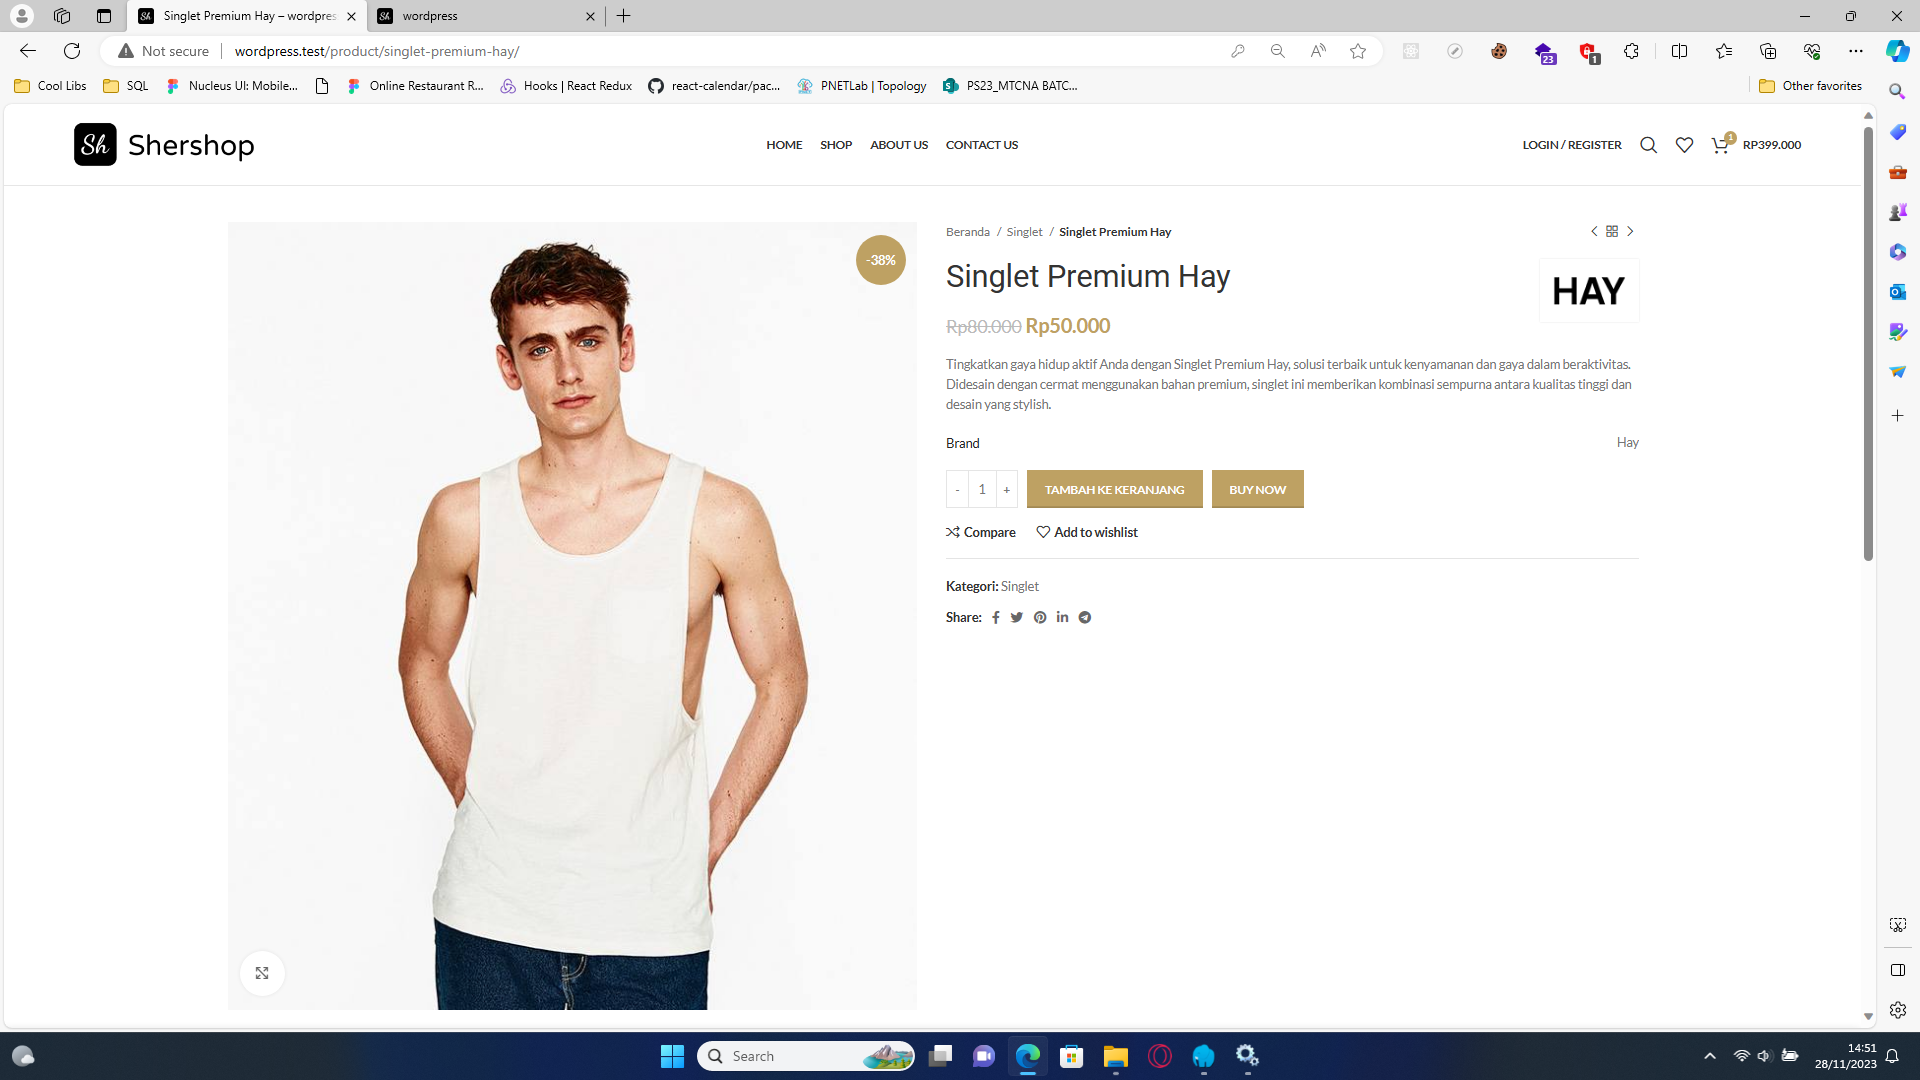 Singlet Premium Hay – wordpres
wordpress
Not secure
wordpress.test/product/singlet-premium-hay/
23
1
Cool Libs
SQL
Nucleus UI: Mobile...
Online Restaurant R...
Hooks | React Redux
react-calendar/pac...
PNETLab | Topology
PS23_MTCNA BATC...
Other favorites
Sh Shershop
HOME
SHOP
ABOUT US
CONTACT US
LOGIN / REGISTER
1
RP399.000
-38%
Beranda / Singlet / Singlet Premium Hay
Singlet Premium Hay
HAY
Rp80.000 Rp50.000
Tingkatkan gaya hidup aktif Anda dengan Singlet Premium Hay, solusi terbaik untuk kenyamanan dan gaya dalam beraktivitas.
Didesain dengan cermat menggunakan bahan premium, singlet ini memberikan kombinasi sempurna antara kualitas tinggi dan
desain yang stylish.
Brand
Hay
- 1 +
TAMBAH KE KERANJANG
BUY NOW
Compare
Add to wishlist
Kategori: Singlet
Share:
Search
14:51
28/11/2023